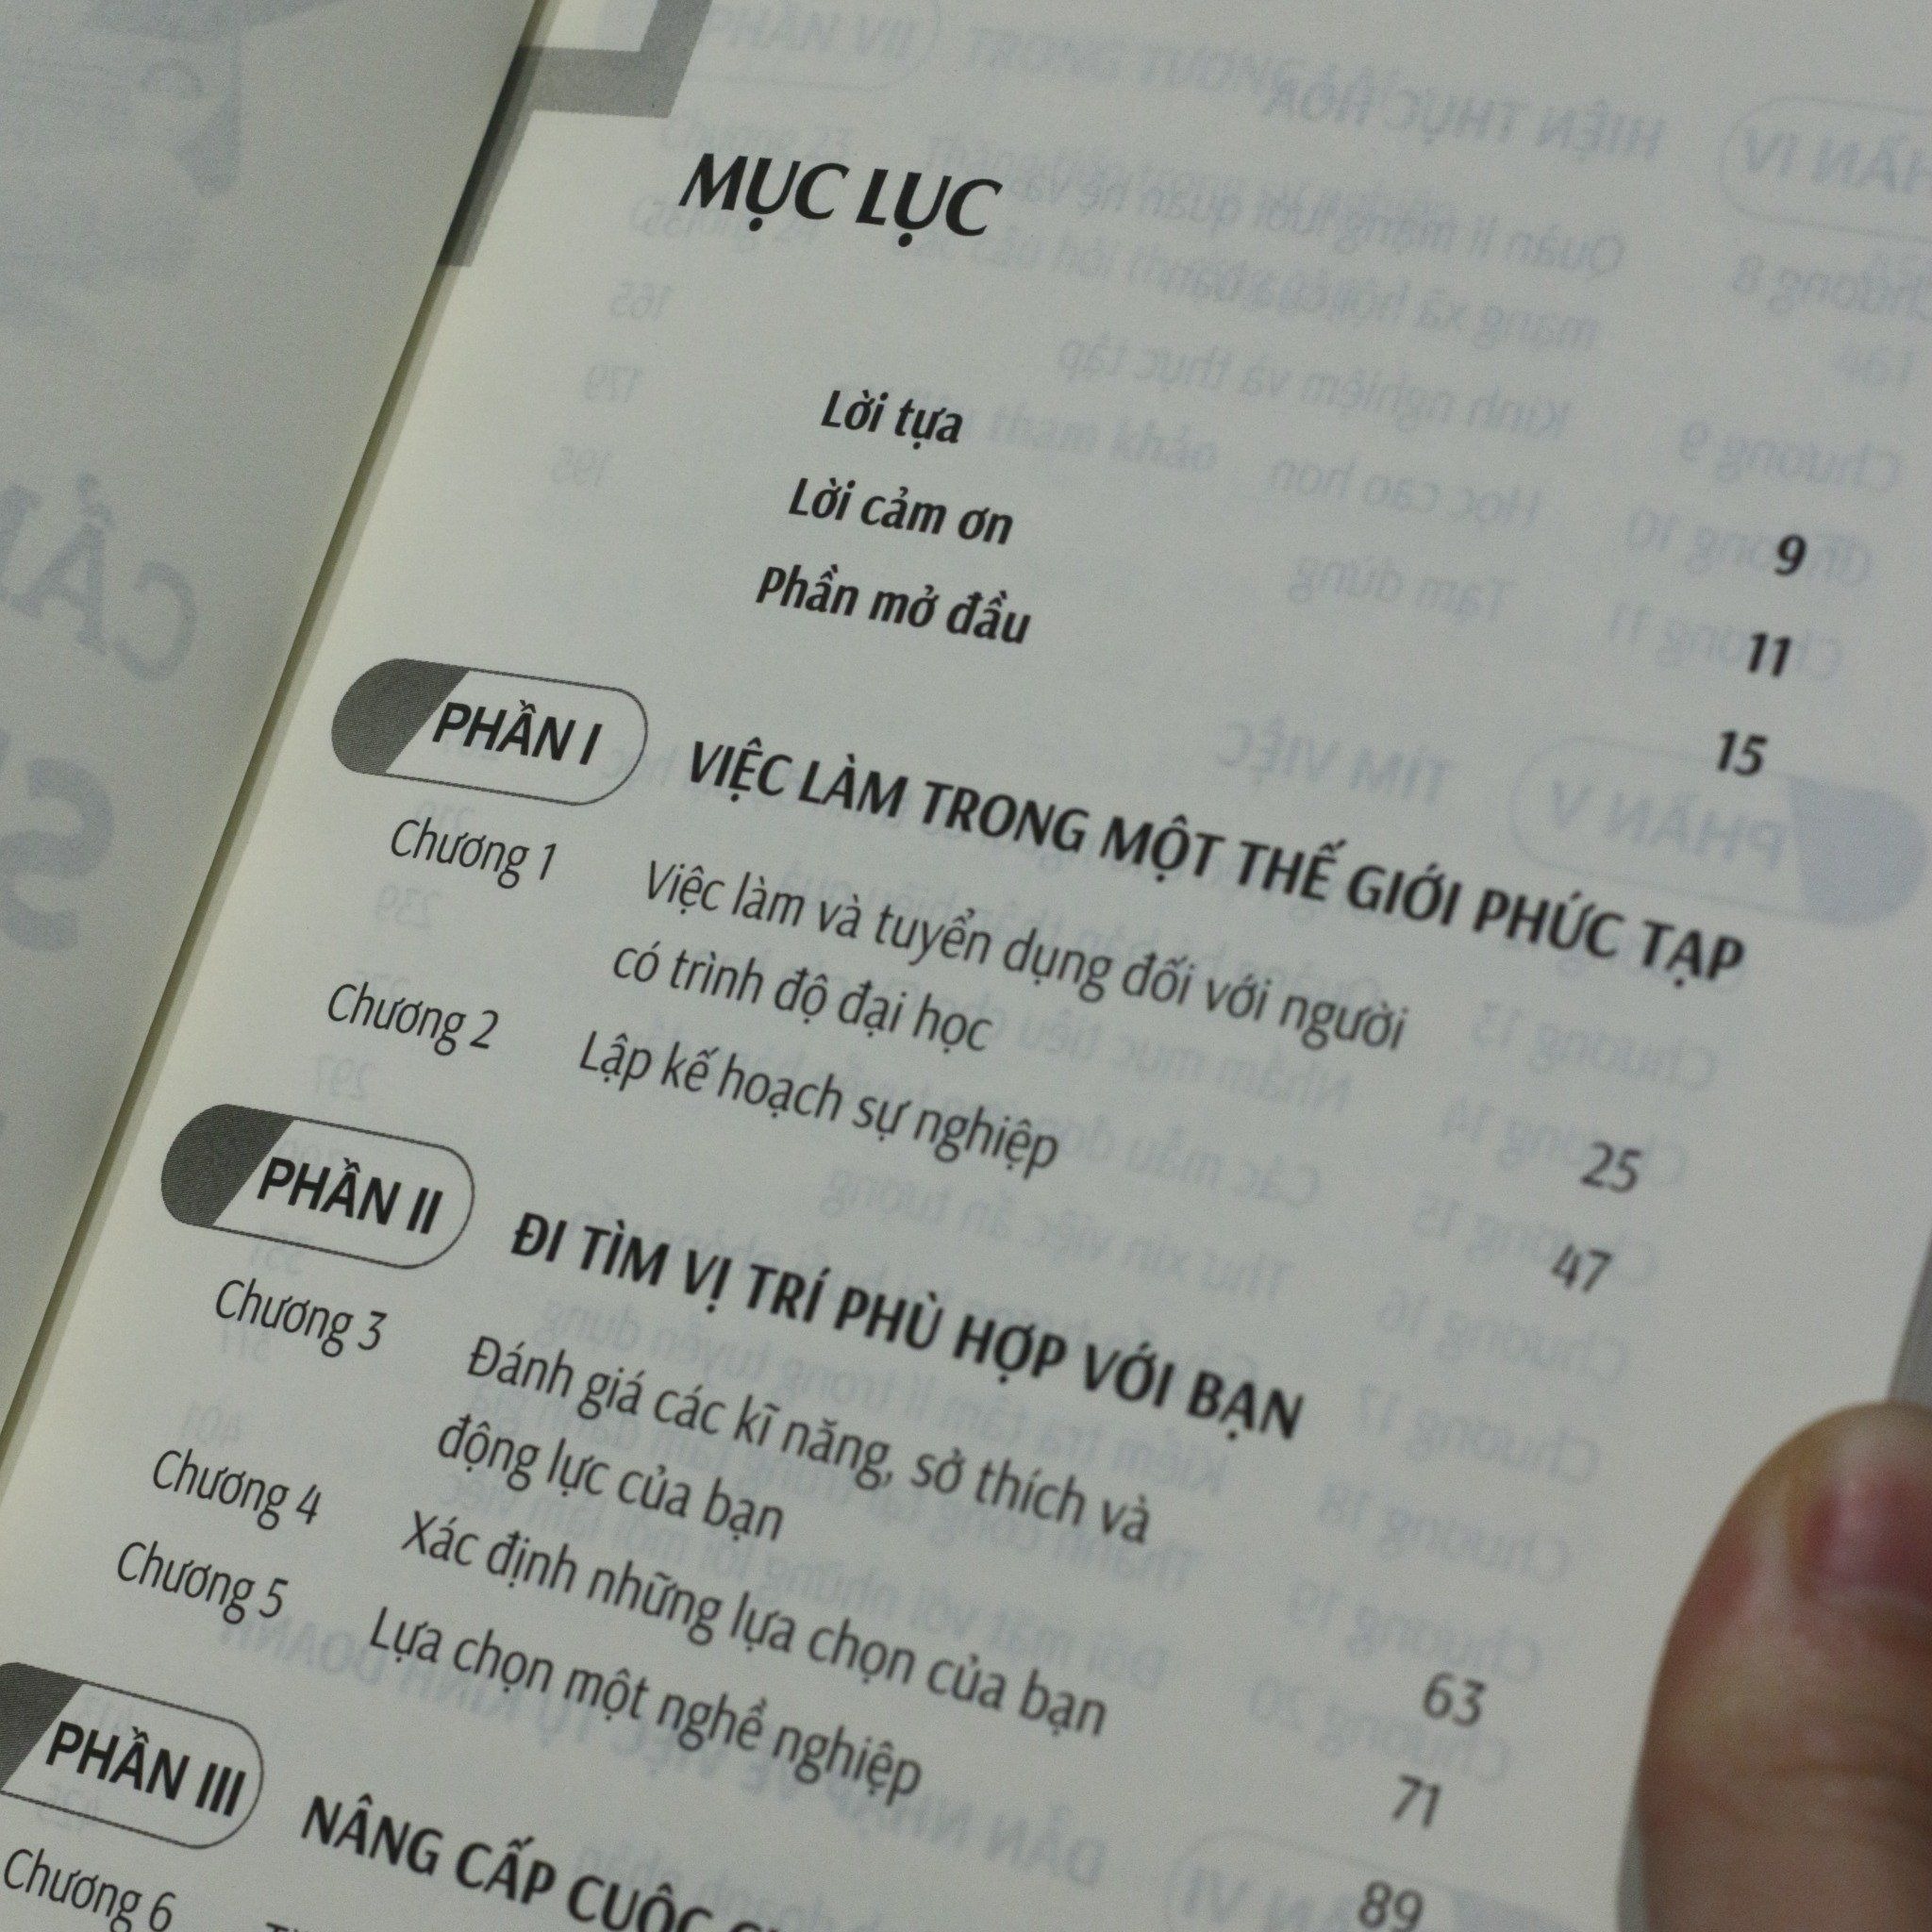 MỤC LỤC
Lời tựa 9
Lời cảm ơn 11
Phần mở đầu 15
PHẦN I VIỆC LÀM TRONG MỘT THẾ GIỚI PHỨC TẠP
Chương 1 Việc làm và tuyển dụng đối với người
có trình độ đại học 25
Chương 2 Lập kế hoạch sự nghiệp 47
PHẦN II ĐI TÌM VỊ TRÍ PHÙ HỢP VỚI BẠN
Chương 3 Đánh giá các kĩ năng, sở thích và
động lực của bạn 63
Chương 4 Xác định những lựa chọn của bạn 71
Chương 5 Lựa chọn một nghề nghiệp 89
PHẦN III NÂNG CẤP CUỘC
Chương 6